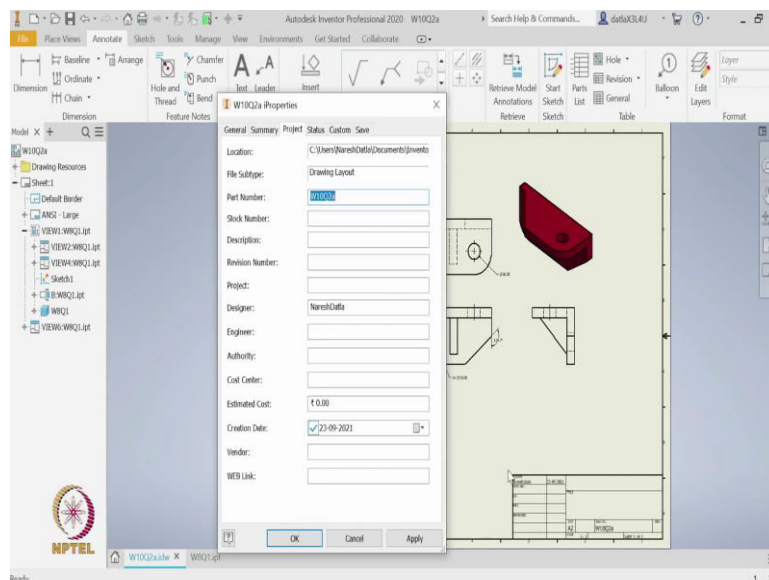 Autodesk Inventor Professional 2020 W10Q2a
Search Help & Commands...
datlaX3L4U
File Place Views Annotate Sketch Tools Manage View Environments Get Started Collaborate
Baseline Arrange
Ordinate
Chain
Dimension
Dimension
Hole and
Thread
Chamfer
Punch
Bend
Feature Notes
Text Leader
Insert
Retrieve Model
Annotations
Retrieve
Start
Sketch
Sketch
Parts
List
Hole
Revision
General
Table
Balloon
Edit
Layers
Layer
Style
Format
Model
W10Q2a
Drawing Resources
Sheet:1
Default Border
ANSI - Large
VIEW1:W8Q1.ipt
VIEW2:W8Q1.ipt
VIEW4:W8Q1.ipt
Sketch1
B:W8Q1.ipt
W8Q1
VIEW6:W8Q1.ipt
W10Q2a iProperties
General Summary Project Status Custom Save
Location: C:\Users\NareshDatla\Documents\Invento
File Subtype: Drawing Layout
Part Number: W10Q2a
Stock Number:
Description:
Revision Number:
Project:
Designer: NareshDatla
Engineer:
Authority:
Cost Center:
Estimated Cost: ₹ 0.00
Creation Date: 23-09-2021
Vendor:
WEB Link:
OK Cancel Apply
A2 W10Q2a
NPTEL
W10Q2a.idw W8Q1.ipt
Ready
1